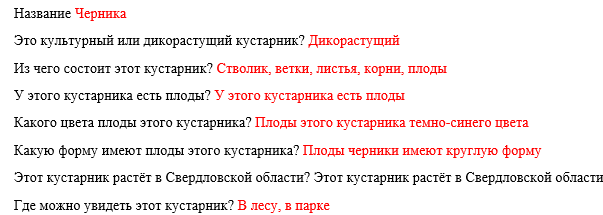 Название Черника
Это культурный или дикорастущий кустарник? Дикорастущий
Из чего состоит этот кустарник? Стволик, ветки, листья, корни, плоды
У этого кустарника есть плоды? У этого кустарника есть плоды
Какого цвета плоды этого кустарника? Плоды этого кустарника темно-синего цвета
Какую форму имеют плоды этого кустарника? Плоды черники имеют круглую форму
Этот кустарник растёт в Свердловской области? Этот кустарник растёт в Свердловской области
Где можно увидеть этот кустарник? В лесу, в парке